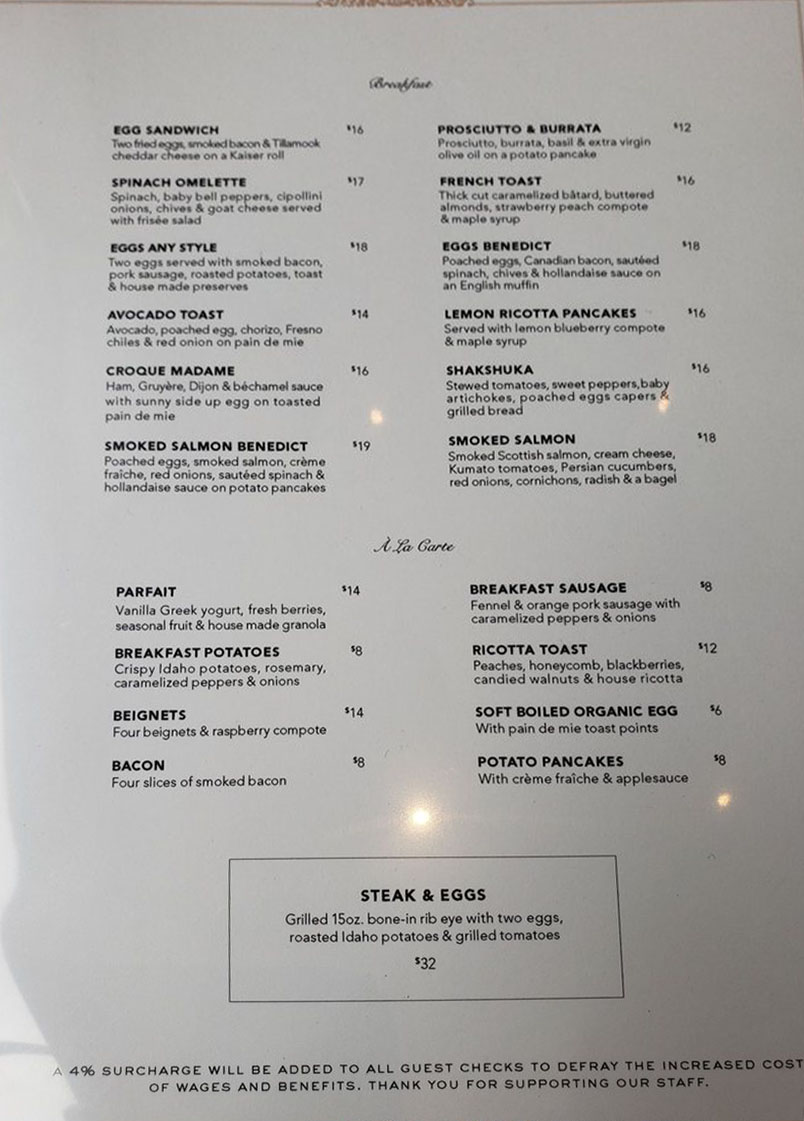 Breakfast
EGG SANDWICH $16
Two fried eggs, smoked bacon & Tillamook
cheddar cheese on a Kaiser roll
SPINACH OMELETTE $17
Spinach, baby bell peppers, cipollini
onions, chives & goat cheese served
with frisée salad
EGGS ANY STYLE $18
Two eggs served with smoked bacon,
pork sausage, roasted potatoes, toast
& house made preserves
AVOCADO TOAST $14
Avocado, poached egg, chorizo, Fresno
chiles & red onion on pain de mie
CROQUE MADAME $16
Ham, Gruyère, Dijon & béchamel sauce
with sunny side up egg on toasted
pain de mie
SMOKED SALMON BENEDICT $19
Poached eggs, smoked salmon, crème
fraîche, red onions, sautéed spinach &
hollandaise sauce on potato pancakes
PROSCIUTTO & BURRATA $12
Prosciutto, burrata, basil & extra virgin
olive oil on a potato pancake
FRENCH TOAST $16
Thick cut caramelized bâtard, buttered
almonds, strawberry peach compote
& maple syrup
EGGS BENEDICT $18
Poached eggs, Canadian bacon, sautéed
spinach, chives & hollandaise sauce on
an English muffin
LEMON RICOTTA PANCAKES $16
Served with lemon blueberry compote
& maple syrup
SHAKSHUKA $16
Stewed tomatoes, sweet peppers,baby
artichokes, poached eggs capers &
grilled bread
SMOKED SALMON $18
Smoked Scottish salmon, cream cheese,
Kumato tomatoes, Persian cucumbers,
red onions, cornichons, radish & a bagel
À La Carte
PARFAIT $14
Vanilla Greek yogurt, fresh berries,
seasonal fruit & house made granola
BREAKFAST POTATOES $8
Crispy Idaho potatoes, rosemary,
caramelized peppers & onions
BEIGNETS $14
Four beignets & raspberry compote
BACON $8
Four slices of smoked bacon
BREAKFAST SAUSAGE $8
Fennel & orange pork sausage with
caramelized peppers & onions
RICOTTA TOAST $12
Peaches, honeycomb, blackberries,
candied walnuts & house ricotta
SOFT BOILED ORGANIC EGG $6
With pain de mie toast points
POTATO PANCAKES $8
With crème fraîche & applesauce
STEAK & EGGS
Grilled 15oz. bone-in rib eye with two eggs,
roasted Idaho potatoes & grilled tomatoes
$32
A 4% SURCHARGE WILL BE ADDED TO ALL GUEST CHECKS TO DEFRAY THE INCREASED COST
OF WAGES AND BENEFITS. THANK YOU FOR SUPPORTING OUR STAFF.